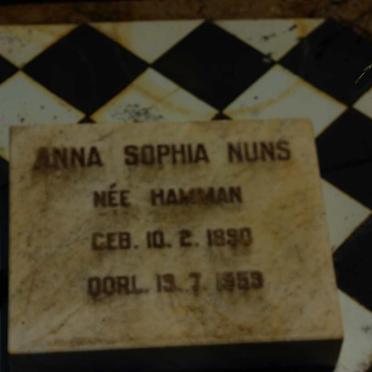 ANNA SOPHIA NUNS
NÉE HAMMAN
GEB. 10. 2. 1890
OORL. 13. 7. 1953